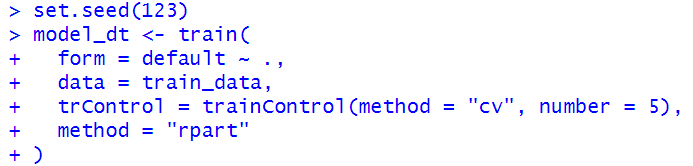 > set.seed(123)
> model_dt <- train(
+   form = default ~ .,
+   data = train_data,
+   trControl = trainControl(method = "cv", number = 5),
+   method = "rpart"
+ )